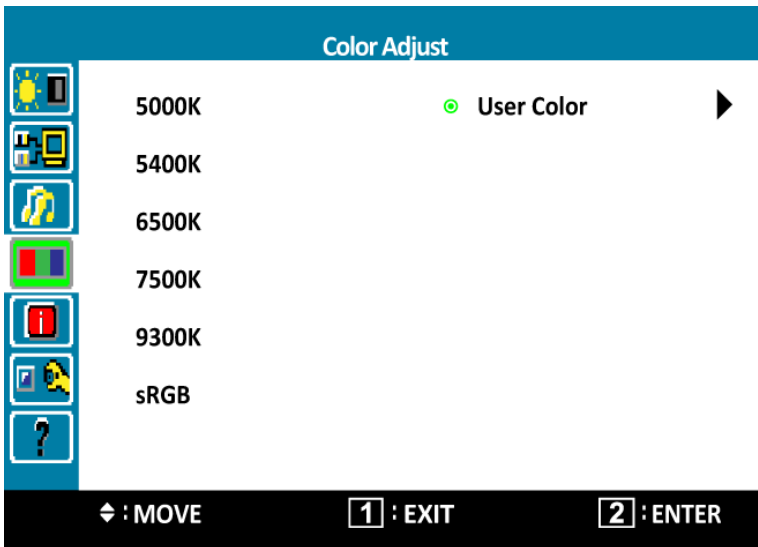 Color Adjust
5000K
User Color
5400K
6500K
7500K
9300K
sRGB
i
?
: MOVE
1 : EXIT
2 : ENTER